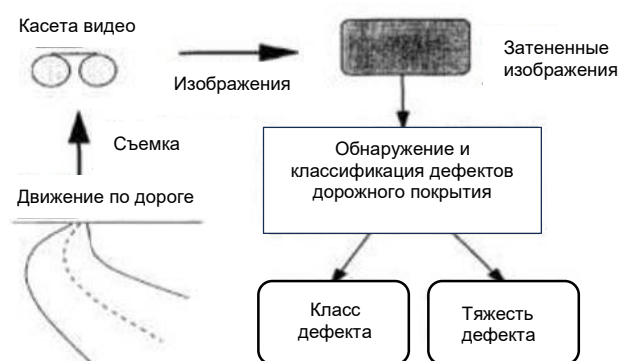 Касета видео
Изображения
Затененные
изображения
Съемка
Движение по дороге
Обнаружение и
классификация дефектов
дорожного покрытия
Класс
дефекта
Тяжесть
дефекта